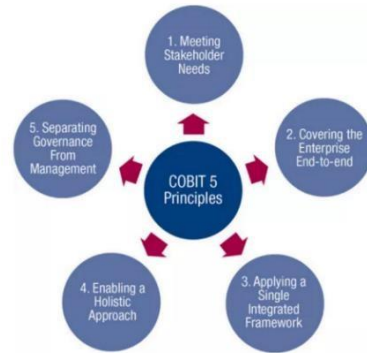 1. Meeting
Stakeholder
Needs
5. Separating
Governance
From
Management
2. Covering the
Enterprise
End-to-end
COBIT 5
Principles
4. Enabling a
Holistic
Approach
3. Applying a
Single
Integrated
Framework